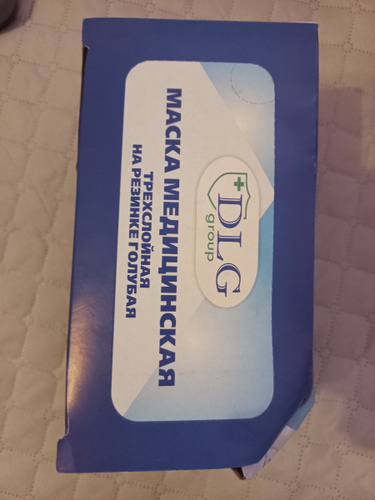 DLG
group
МАСКА МЕДИЦИНСКАЯ
ТРЕХСЛОЙНАЯ
НА РЕЗИНКЕ ГОЛУБАЯ